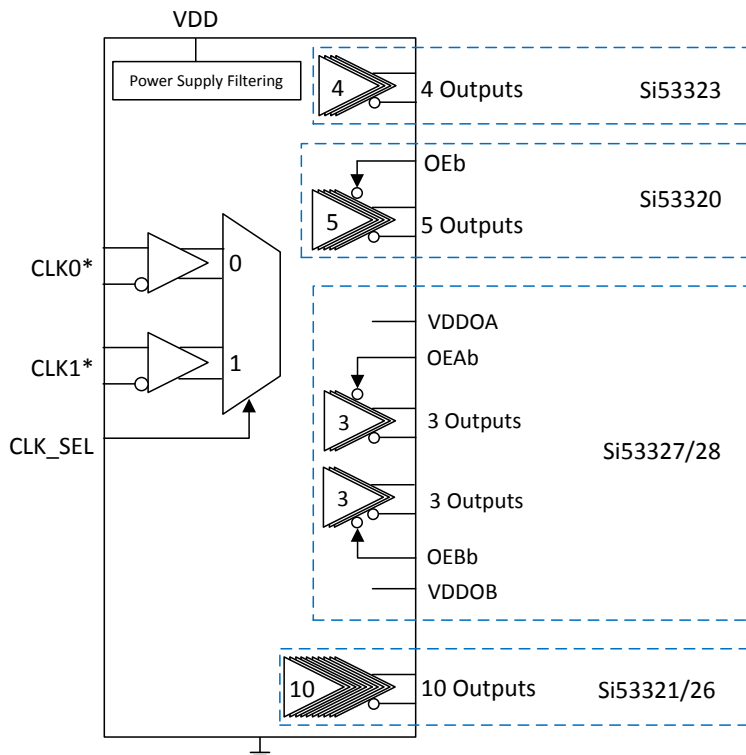 VDD
Power Supply Filtering
4
4 Outputs
Si53323
OEb
5
5 Outputs
Si53320
CLK0*
0
CLK1*
1
CLK_SEL
VDDOA
OEAb
3
3 Outputs
Si53327/28
3
3 Outputs
OEBb
VDDOB
10
10 Outputs
Si53321/26